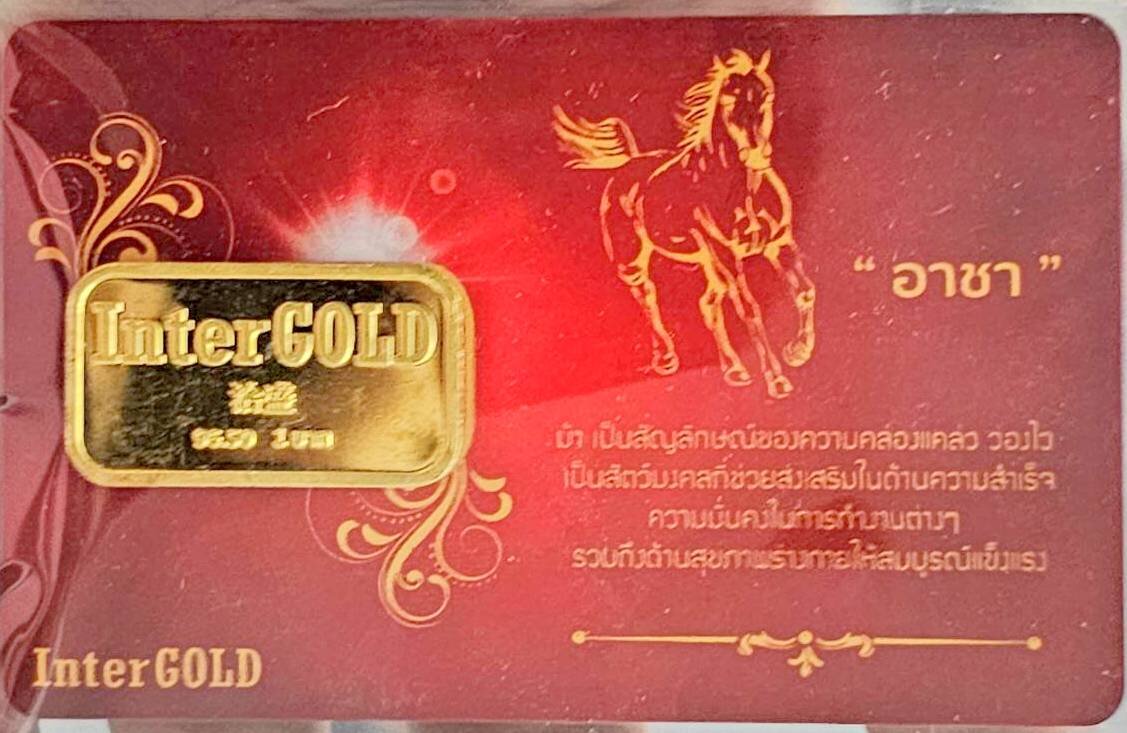 InterGOLD
96.50 1 บาท
“ อาชา ”
ม้า เป็นสัญลักษณ์ของความคล่องแคล่ว ว่องไว
เป็นสัตว์มงคลที่ช่วยส่งเสริมในด้านความสำเร็จ
ความมั่นคงในการทำงานต่างๆ
รวมถึงด้านสุขภาพร่างกายให้สมบูรณ์แข็งแรง
InterGOLD